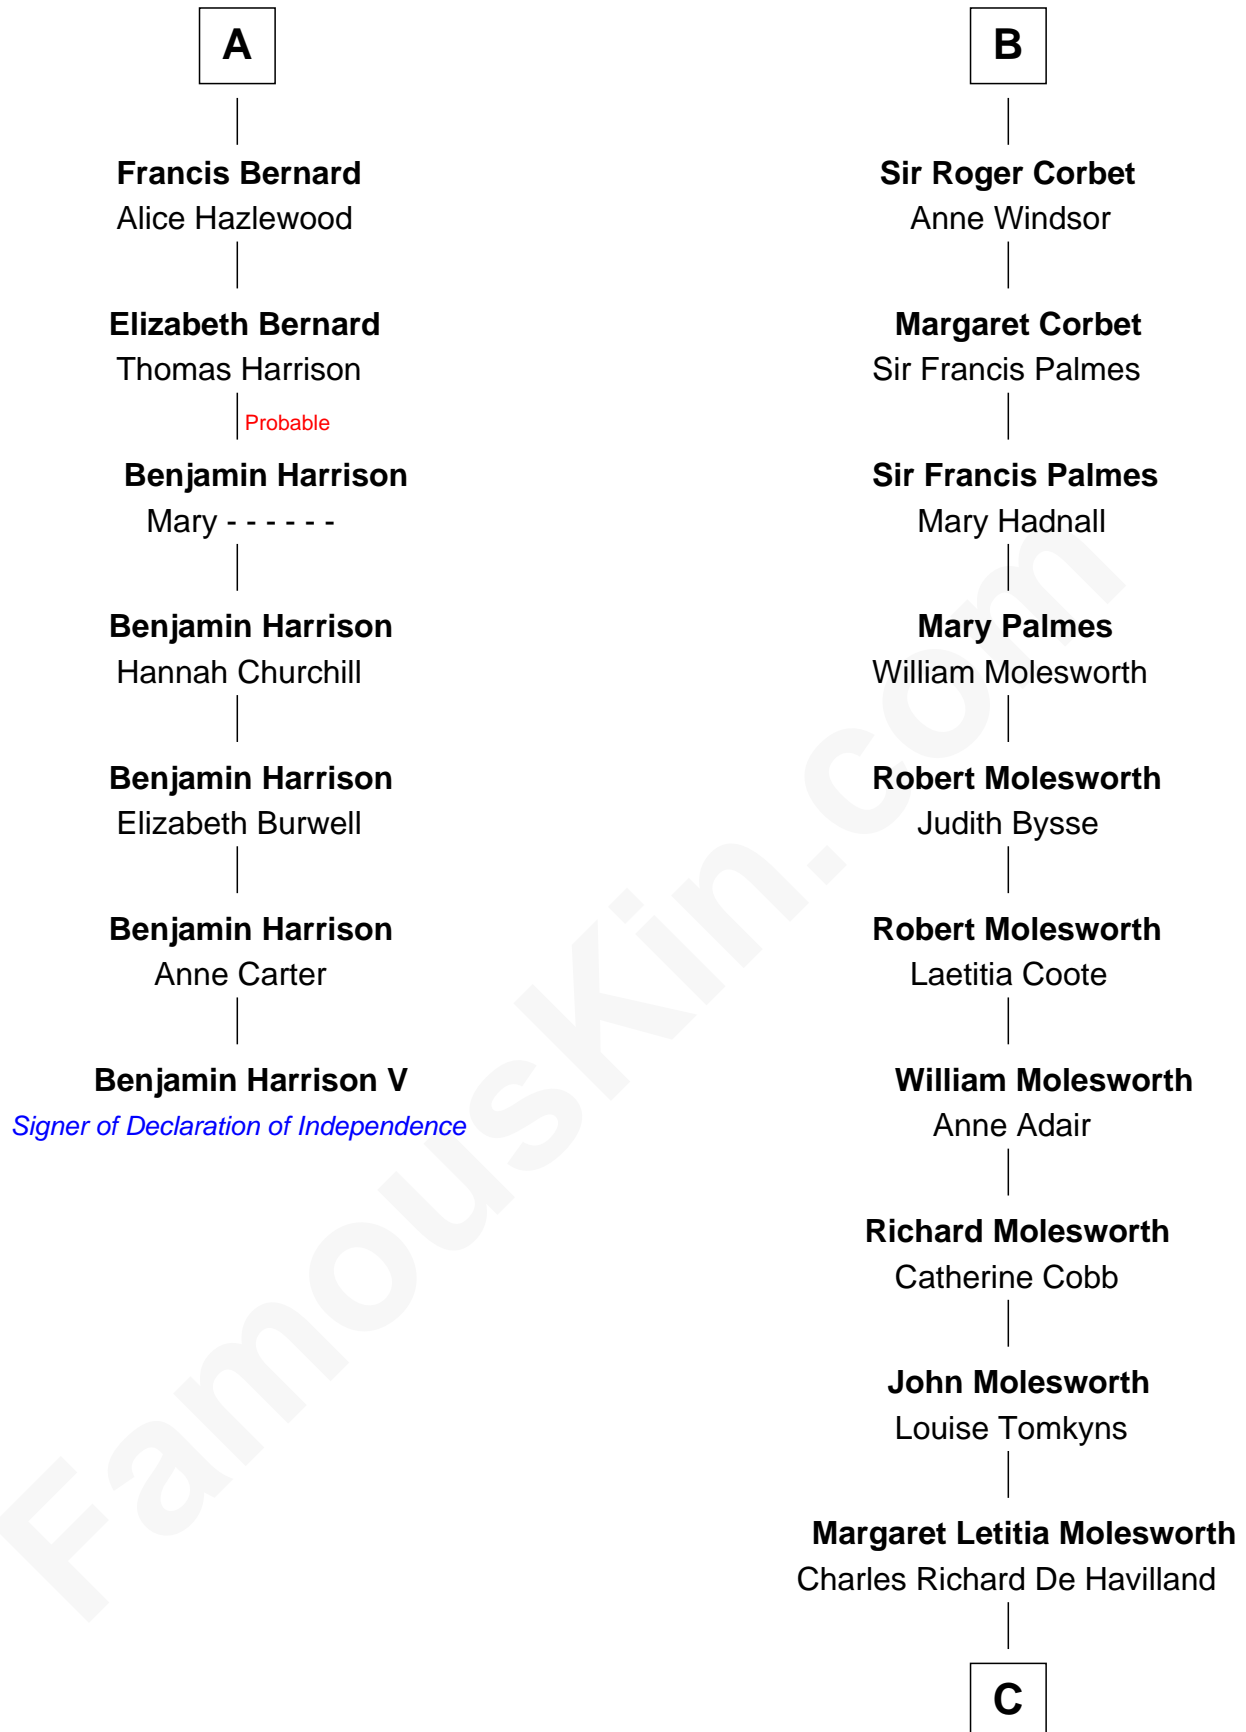 A
Francis Bernard
Alice Hazlewood
Elizabeth Bernard
Thomas Harrison
Probable
Benjamin Harrison
Mary - - - - - -
Benjamin Harrison
Hannah Churchill
Benjamin Harrison
Elizabeth Burwell
Benjamin Harrison
Anne Carter
Benjamin Harrison V
Signer of Declaration of Independence
B
Sir Roger Corbet
Anne Windsor
Margaret Corbet
Sir Francis Palmes
Sir Francis Palmes
Mary Hadnall
Mary Palmes
William Molesworth
Robert Molesworth
Judith Bysse
Robert Molesworth
Laetitia Coote
William Molesworth
Anne Adair
Richard Molesworth
Catherine Cobb
John Molesworth
Louise Tomkyns
Margaret Letitia Molesworth
Charles Richard De Havilland
C
FamousKin.com